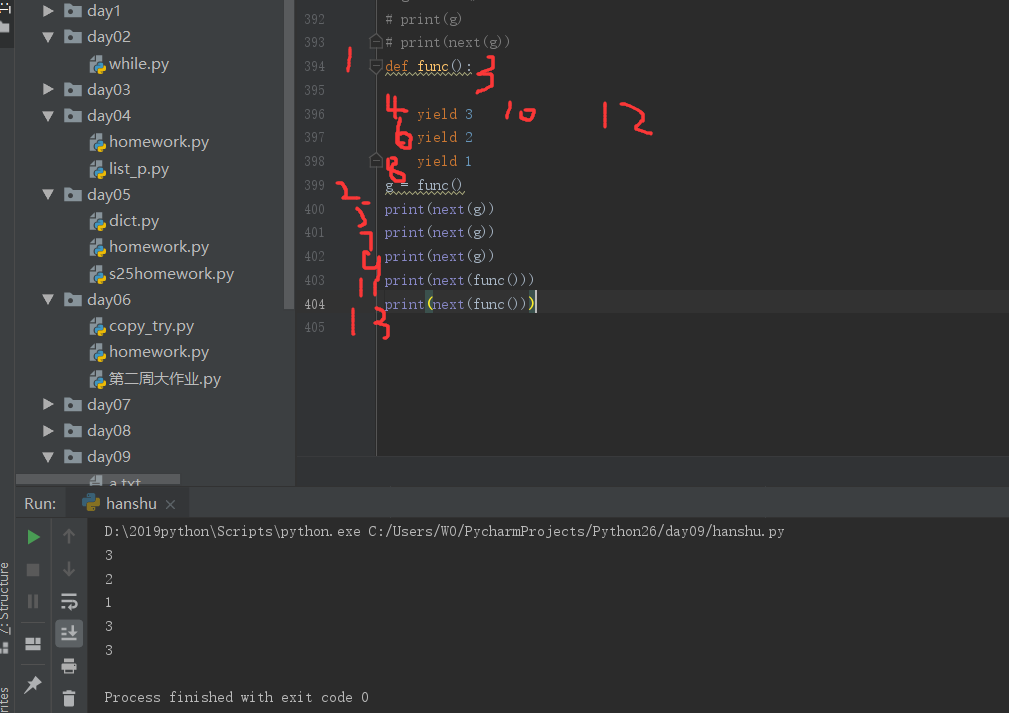 day1
day02
while.py
day03
day04
homework.py
list_p.py
day05
dict.py
homework.py
s25homework.py
day06
copy_try.py
homework.py
第二周大作业.py
day07
day08
day09
a.txt
392 # print(g)
393 # print(next(g))
1 394 def func(): 3
395
396 4 yield 3 10 12
397 6 yield 2
398 8 yield 1
2 399 g = func()
5 400 print(next(g))
7 401 print(next(g))
9 402 print(next(g))
11 403 print(next(func()))
13 404 print(next(func()))
405
Run: hanshu
D:\2019python\Scripts\python.exe C:/Users/WO/PycharmProjects/Python26/day09/hanshu.py
3
2
1
3
3
Process finished with exit code 0
7: Structure